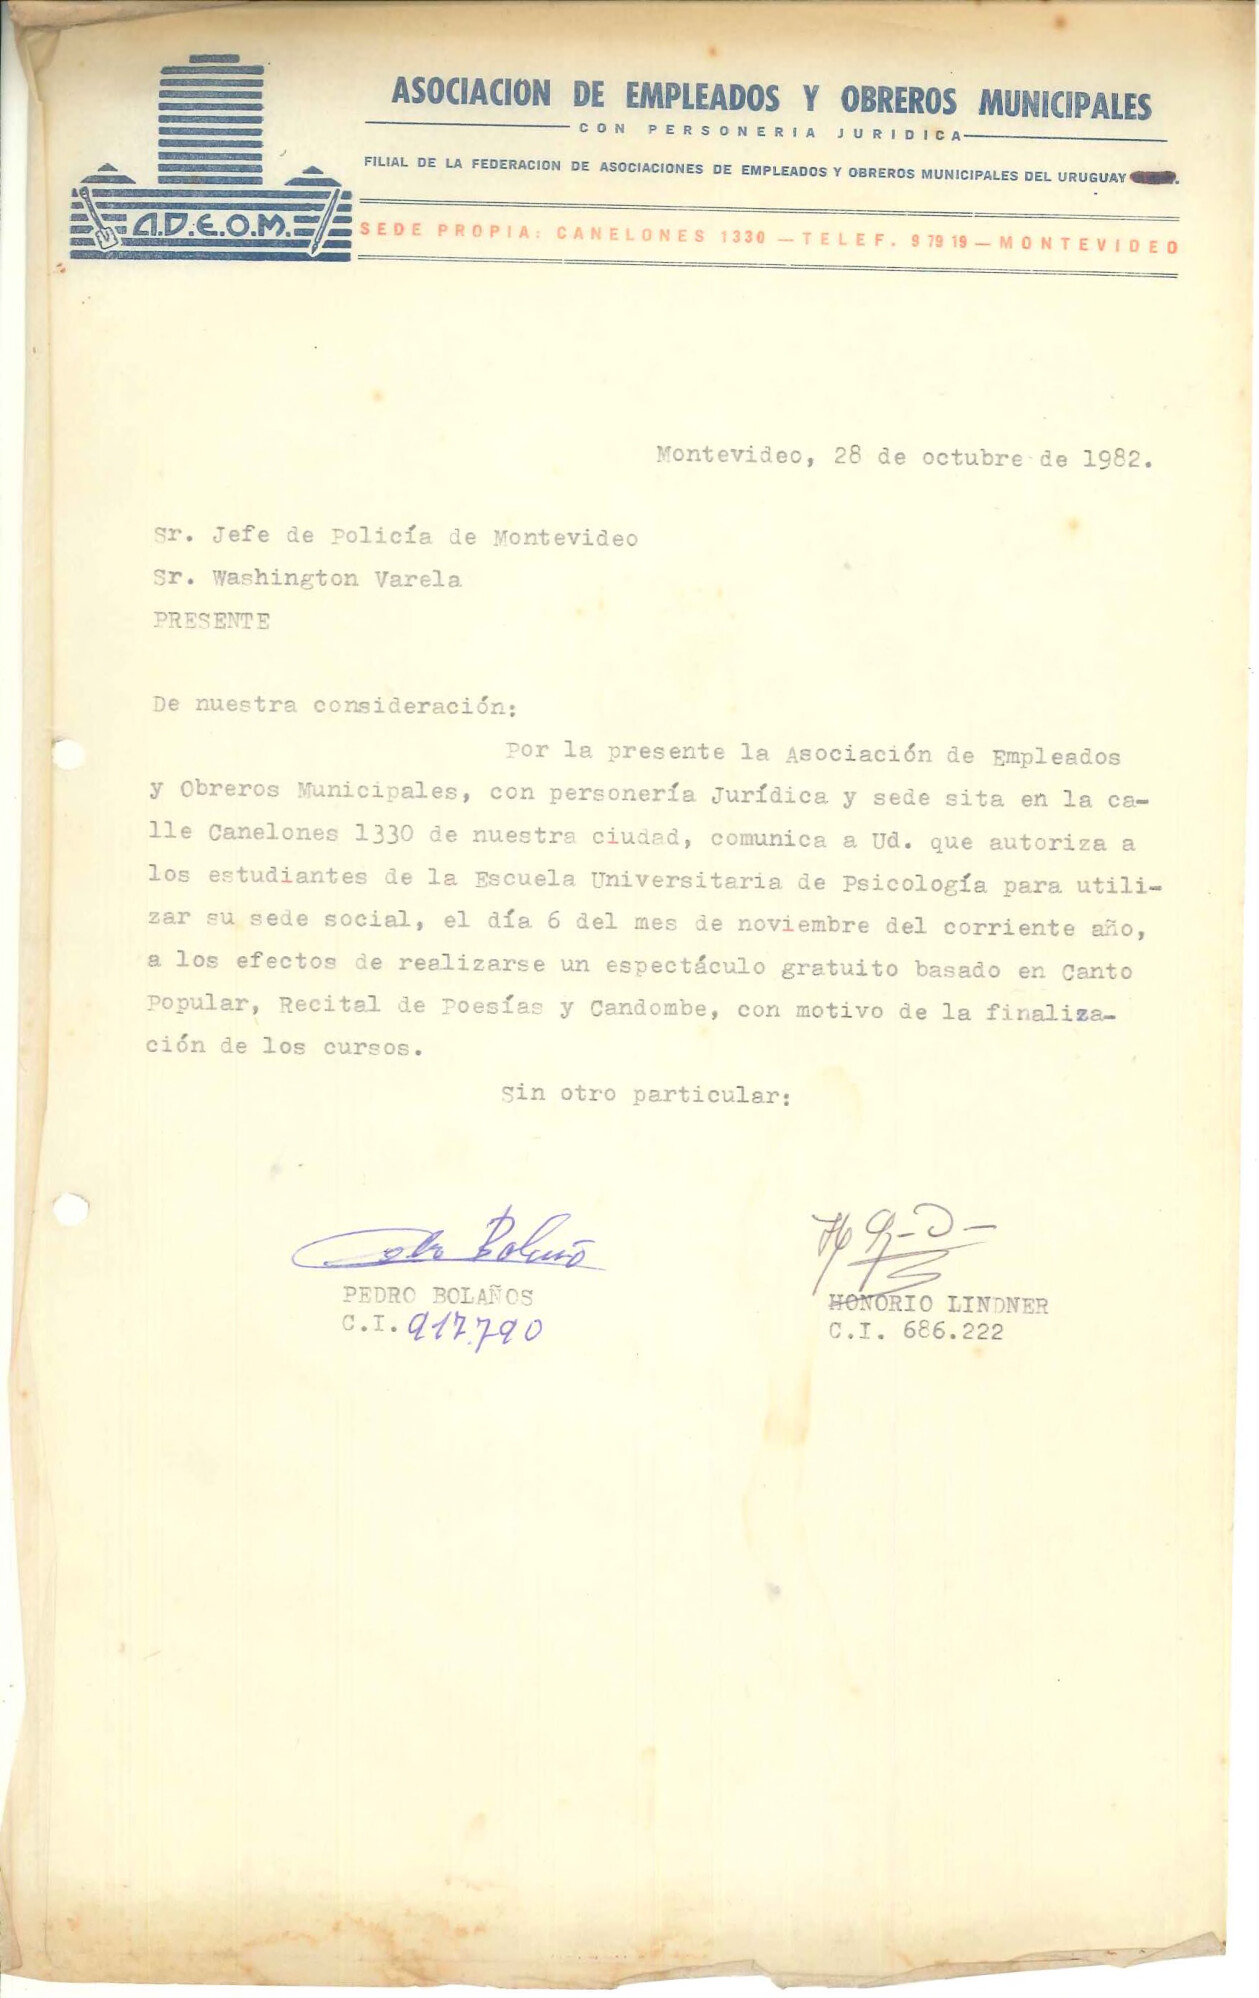 ASOCIACION DE EMPLEADOS Y OBREROS MUNICIPALES
CON PERSONERIA JURIDICA
FILIAL DE LA FEDERACION DE ASOCIACIONES DE EMPLEADOS Y OBREROS MUNICIPALES DEL URUGUAY
A.D.E.O.M.
SEDE PROPIA: CANELONES 1330 — TELEF. 9 79 19 — MONTEVIDEO
Montevideo, 28 de octubre de 1982.
Sr. Jefe de Policía de Montevideo
Sr. Washington Varela
PRESENTE
De nuestra consideración:
Por la presente la Asociación de Empleados
y Obreros Municipales, con personería Jurídica y sede sita en la ca-
lle Canelones 1330 de nuestra ciudad, comunica a Ud. que autoriza a
los estudiantes de la Escuela Universitaria de Psicología para utili-
zar su sede social, el día 6 del mes de noviembre del corriente año,
a los efectos de realizarse un espectáculo gratuito basado en Canto
Popular, Recital de Poesías y Candombe, con motivo de la finaliza-
ción de los cursos.
Sin otro particular:
Pedro Bolaños
PEDRO BOLAÑOS
C.I. 917.790
HONORIO LINDNER
C.I. 686.222